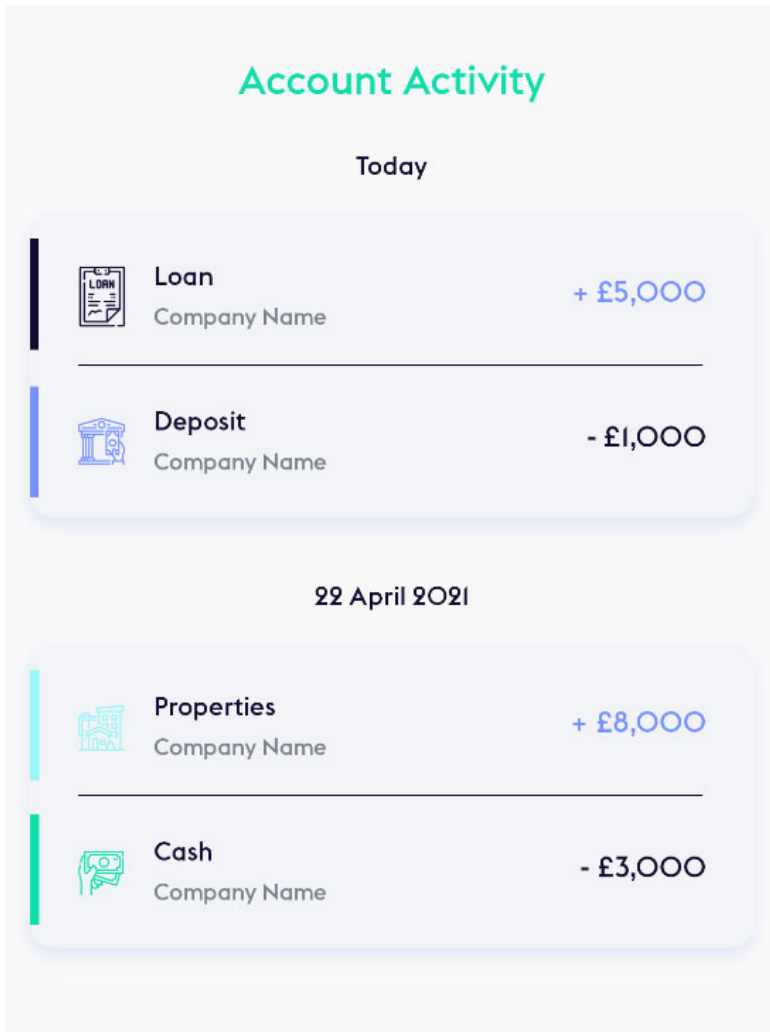 Account Activity
Today
LOAN
Loan
Company Name
+ £5,000
Deposit
Company Name
- £1,000
22 April 2021
Properties
Company Name
+ £8,000
Cash
Company Name
- £3,000